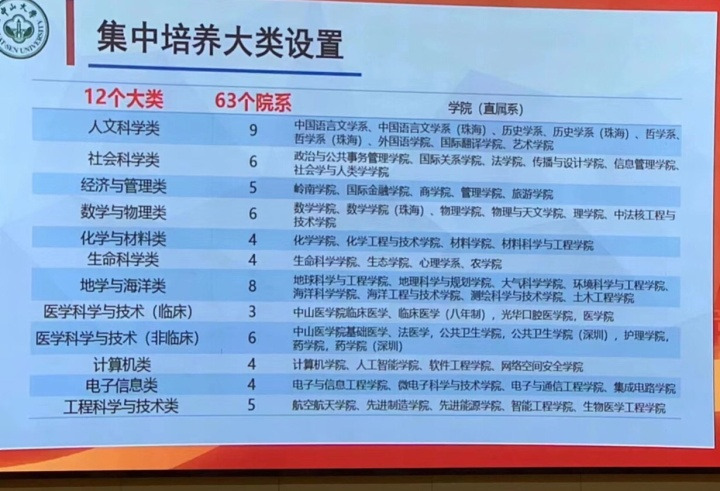 中山大學
SUN YAT-SEN UNIVERSITY
集中培养大类设置
12个大类 63个院系 学院（直属系）
人文科学类 9 中国语言文学系、中国语言文学系（珠海）、历史学系、历史学系（珠海）、哲学系、
哲学系（珠海）、外国语学院、国际翻译学院、艺术学院
社会科学类 6 政治与公共事务管理学院、国际关系学院、法学院、传播与设计学院、信息管理学院、
社会学与人类学学院
经济与管理类 5 岭南学院、国际金融学院、商学院、管理学院、旅游学院
数学与物理类 6 数学学院、数学学院（珠海）、物理学院、物理与天文学院、理学院、中法核工程与
技术学院
化学与材料类 4 化学学院、化学工程与技术学院、材料学院、材料科学与工程学院
生命科学类 4 生命科学学院、生态学院、心理学系、农学院
地学与海洋类 8 地球科学与工程学院、地理科学与规划学院、大气科学学院、环境科学与工程学院、
海洋科学学院、海洋工程与技术学院、测绘科学与技术学院、土木工程学院
医学科学与技术（临床） 3 中山医学院临床医学、临床医学（八年制），光华口腔医学院，医学院
医学科学与技术（非临床） 6 中山医学院基础医学、法医学，公共卫生学院，公共卫生学院（深圳），护理学院，
药学院，药学院（深圳）
计算机类 4 计算机学院、人工智能学院、软件工程学院、网络空间安全学院
电子信息类 4 电子与信息工程学院、微电子科学与技术学院、电子与通信工程学院、集成电路学院
工程科学与技术类 5 航空航天学院、先进制造学院、先进能源学院、智能工程学院、生物医学工程学院